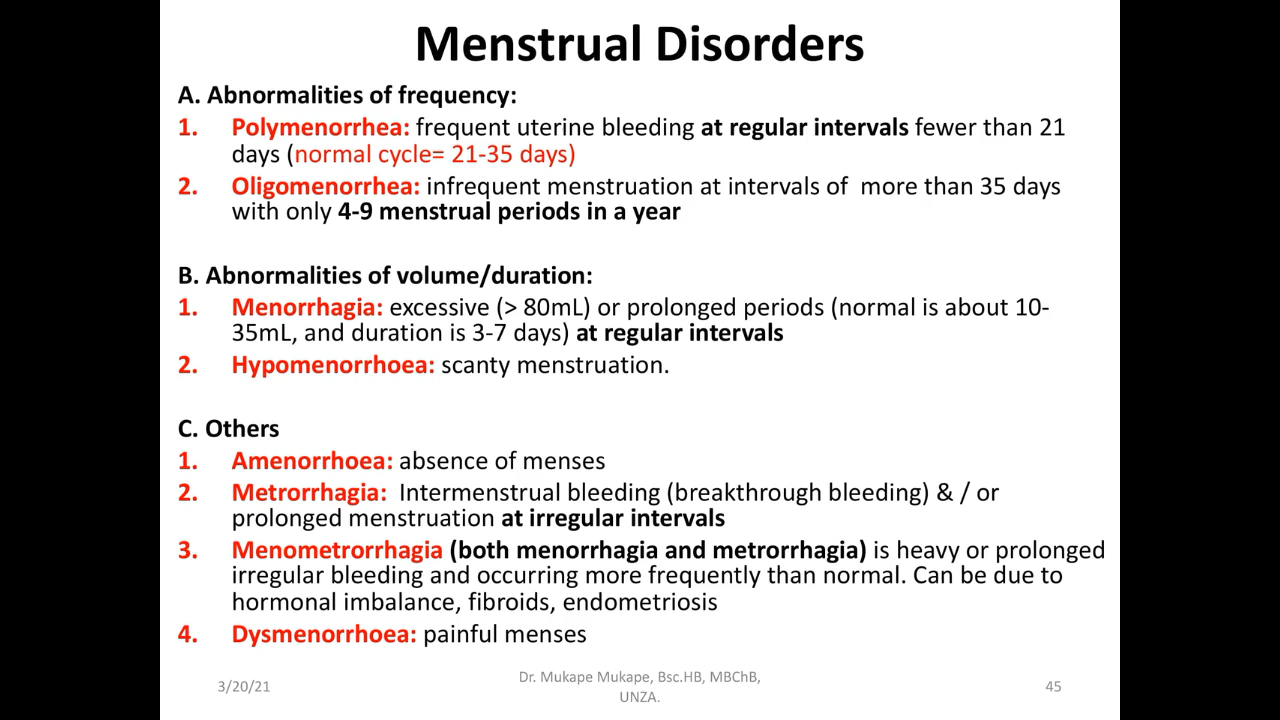 Menstrual Disorders
A. Abnormalities of frequency:
1. Polymenorrhea: frequent uterine bleeding at regular intervals fewer than 21
days (normal cycle= 21-35 days)
2. Oligomenorrhea: infrequent menstruation at intervals of  more than 35 days
with only 4-9 menstrual periods in a year
B. Abnormalities of volume/duration:
1. Menorrhagia: excessive (> 80mL) or prolonged periods (normal is about 10-
35mL, and duration is 3-7 days) at regular intervals
2. Hypomenorrhoea: scanty menstruation.
C. Others
1. Amenorrhoea: absence of menses
2. Metrorrhagia:  Intermenstrual bleeding (breakthrough bleeding) & / or
prolonged menstruation at irregular intervals
3. Menometrorrhagia (both menorrhagia and metrorrhagia) is heavy or prolonged
irregular bleeding and occurring more frequently than normal. Can be due to
hormonal imbalance, fibroids, endometriosis
4. Dysmenorrhoea: painful menses
3/20/21
Dr. Mukape Mukape, Bsc.HB, MBChB,
UNZA.
45